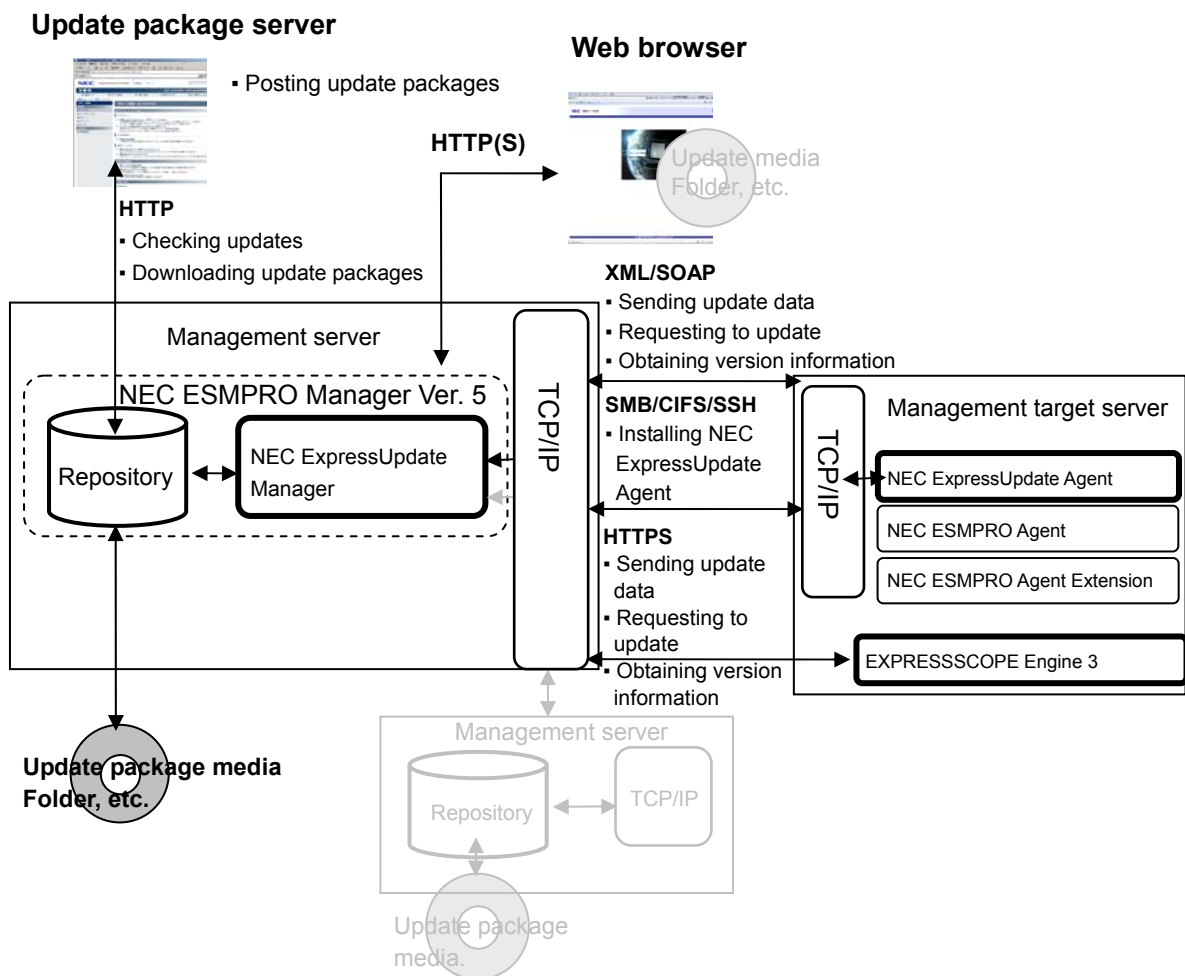 Update package server
Web browser
▪ Posting update packages
HTTP(S)
Update media
Folder, etc.
HTTP
▪ Checking updates
▪ Downloading update packages
XML/SOAP
▪ Sending update data
▪ Requesting to update
▪ Obtaining version information
Management server
NEC ESMPRO Manager Ver. 5
Repository
NEC ExpressUpdate
Manager
TCP/IP
SMB/CIFS/SSH
▪ Installing NEC
ExpressUpdate
Agent
HTTPS
▪ Sending update
data
▪ Requesting to
update
▪ Obtaining version
information
Management target server
TCP/IP
NEC ExpressUpdate Agent
NEC ESMPRO Agent
NEC ESMPRO Agent Extension
EXPRESSSCOPE Engine 3
Update package media
Folder, etc.
Management server
Repository
TCP/IP
Update package
media.